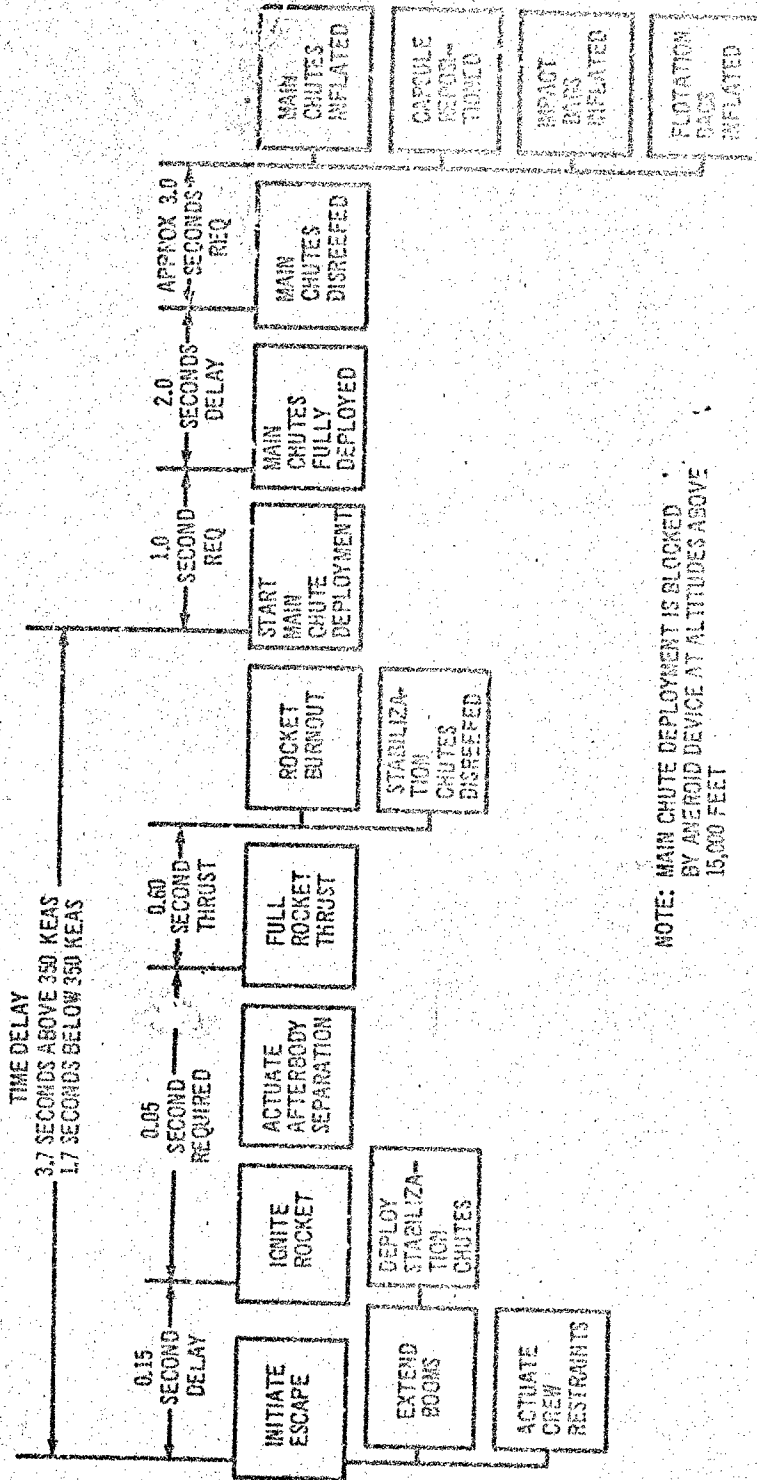 TIME DELAY
3.7 SECONDS ABOVE 350 KEAS
1.7 SECONDS BELOW 350 KEAS
0.15
SECOND
DELAY
0.05
SECOND
REQUIRED
0.60
SECOND
THRUST
1.0
SECOND
REQ
2.0
SECONDS
DELAY
APPROX 3.0
SECONDS
REQ
INITIATE
ESCAPE
IGNITE
ROCKET
ACTUATE
AFTERBODY
SEPARATION
FULL
ROCKET
THRUST
ROCKET
BURNOUT
START
MAIN
CHUTE
DEPLOYMENT
MAIN
CHUTES
FULLY
DEPLOYED
MAIN
CHUTES
DISREEFED
MAIN
CHUTES
INFLATED
EXTEND
BOOMS
DEPLOY
STABILIZA-
TION
CHUTES
STABILIZA-
TION
CHUTES
DISREEFED
CAPSULE
REPOSI-
TIONED
ACTUATE
CREW
RESTRAINTS
IMPACT
BAGS
INFLATED
FLOTATION
BAGS
INFLATED
NOTE: MAIN CHUTE DEPLOYMENT IS BLOCKED
BY ANEROID DEVICE AT ALTITUDES ABOVE
15,000 FEET